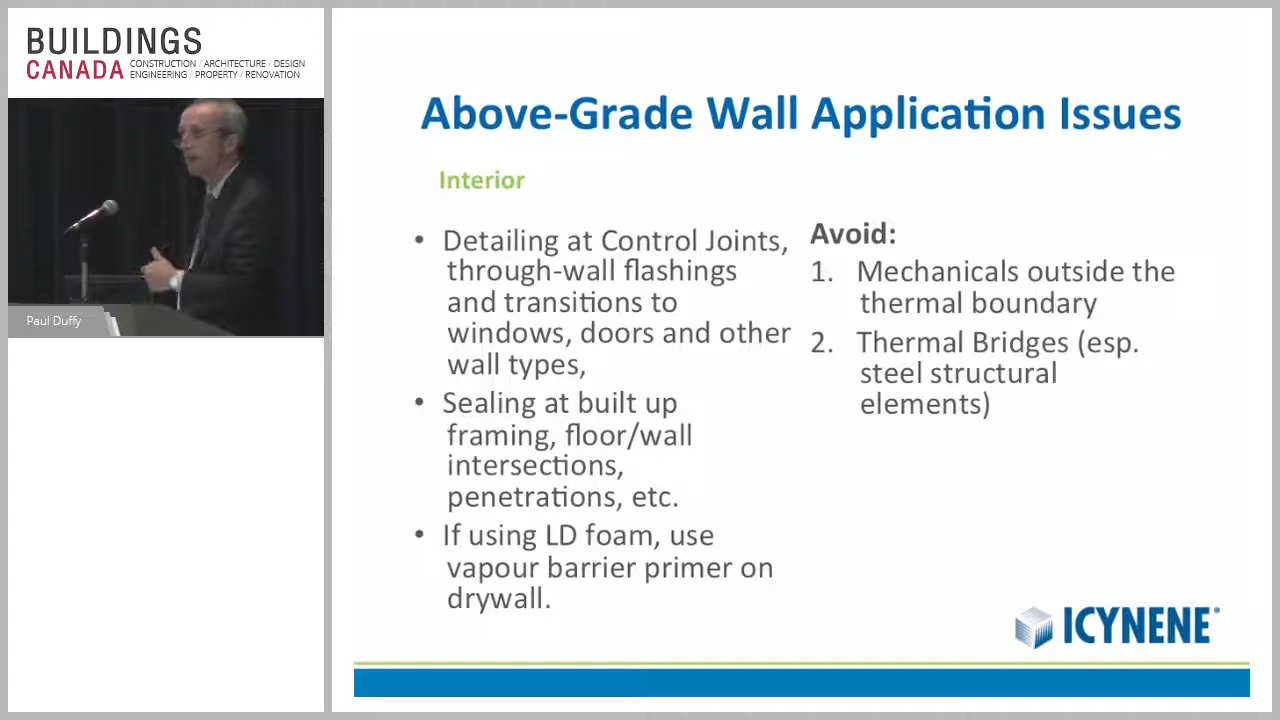 BUILDINGS
CANADA
CONSTRUCTION / ARCHITECTURE / DESIGN
ENGINEERING / PROPERTY / RENOVATION
Paul Duffy
Above-Grade Wall Application Issues
Interior
• Detailing at Control Joints,
through-wall flashings
and transitions to
windows, doors and other
wall types,
• Sealing at built up
framing, floor/wall
intersections,
penetrations, etc.
• If using LD foam, use
vapour barrier primer on
drywall.
Avoid:
1. Mechanicals outside the
thermal boundary
2. Thermal Bridges (esp.
steel structural
elements)
ICYNENE®